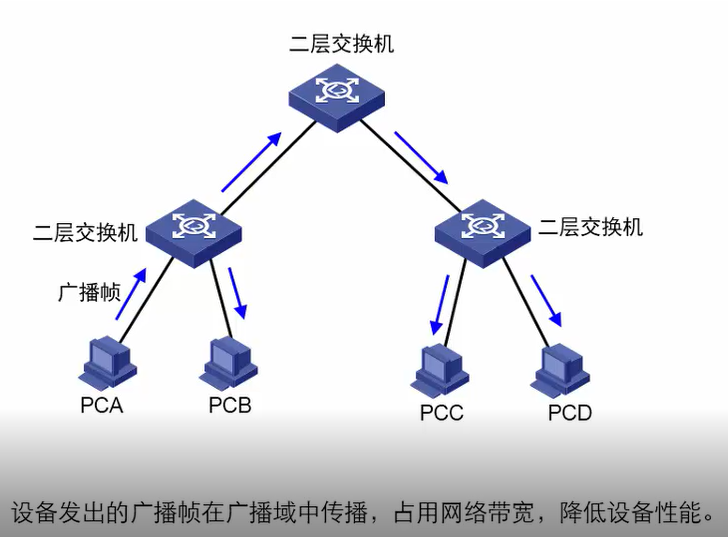 二层交换机
二层交换机
二层交换机
广播帧
PCA
PCB
PCC
PCD
设备发出的广播帧在广播域中传播，占用网络带宽，降低设备性能。